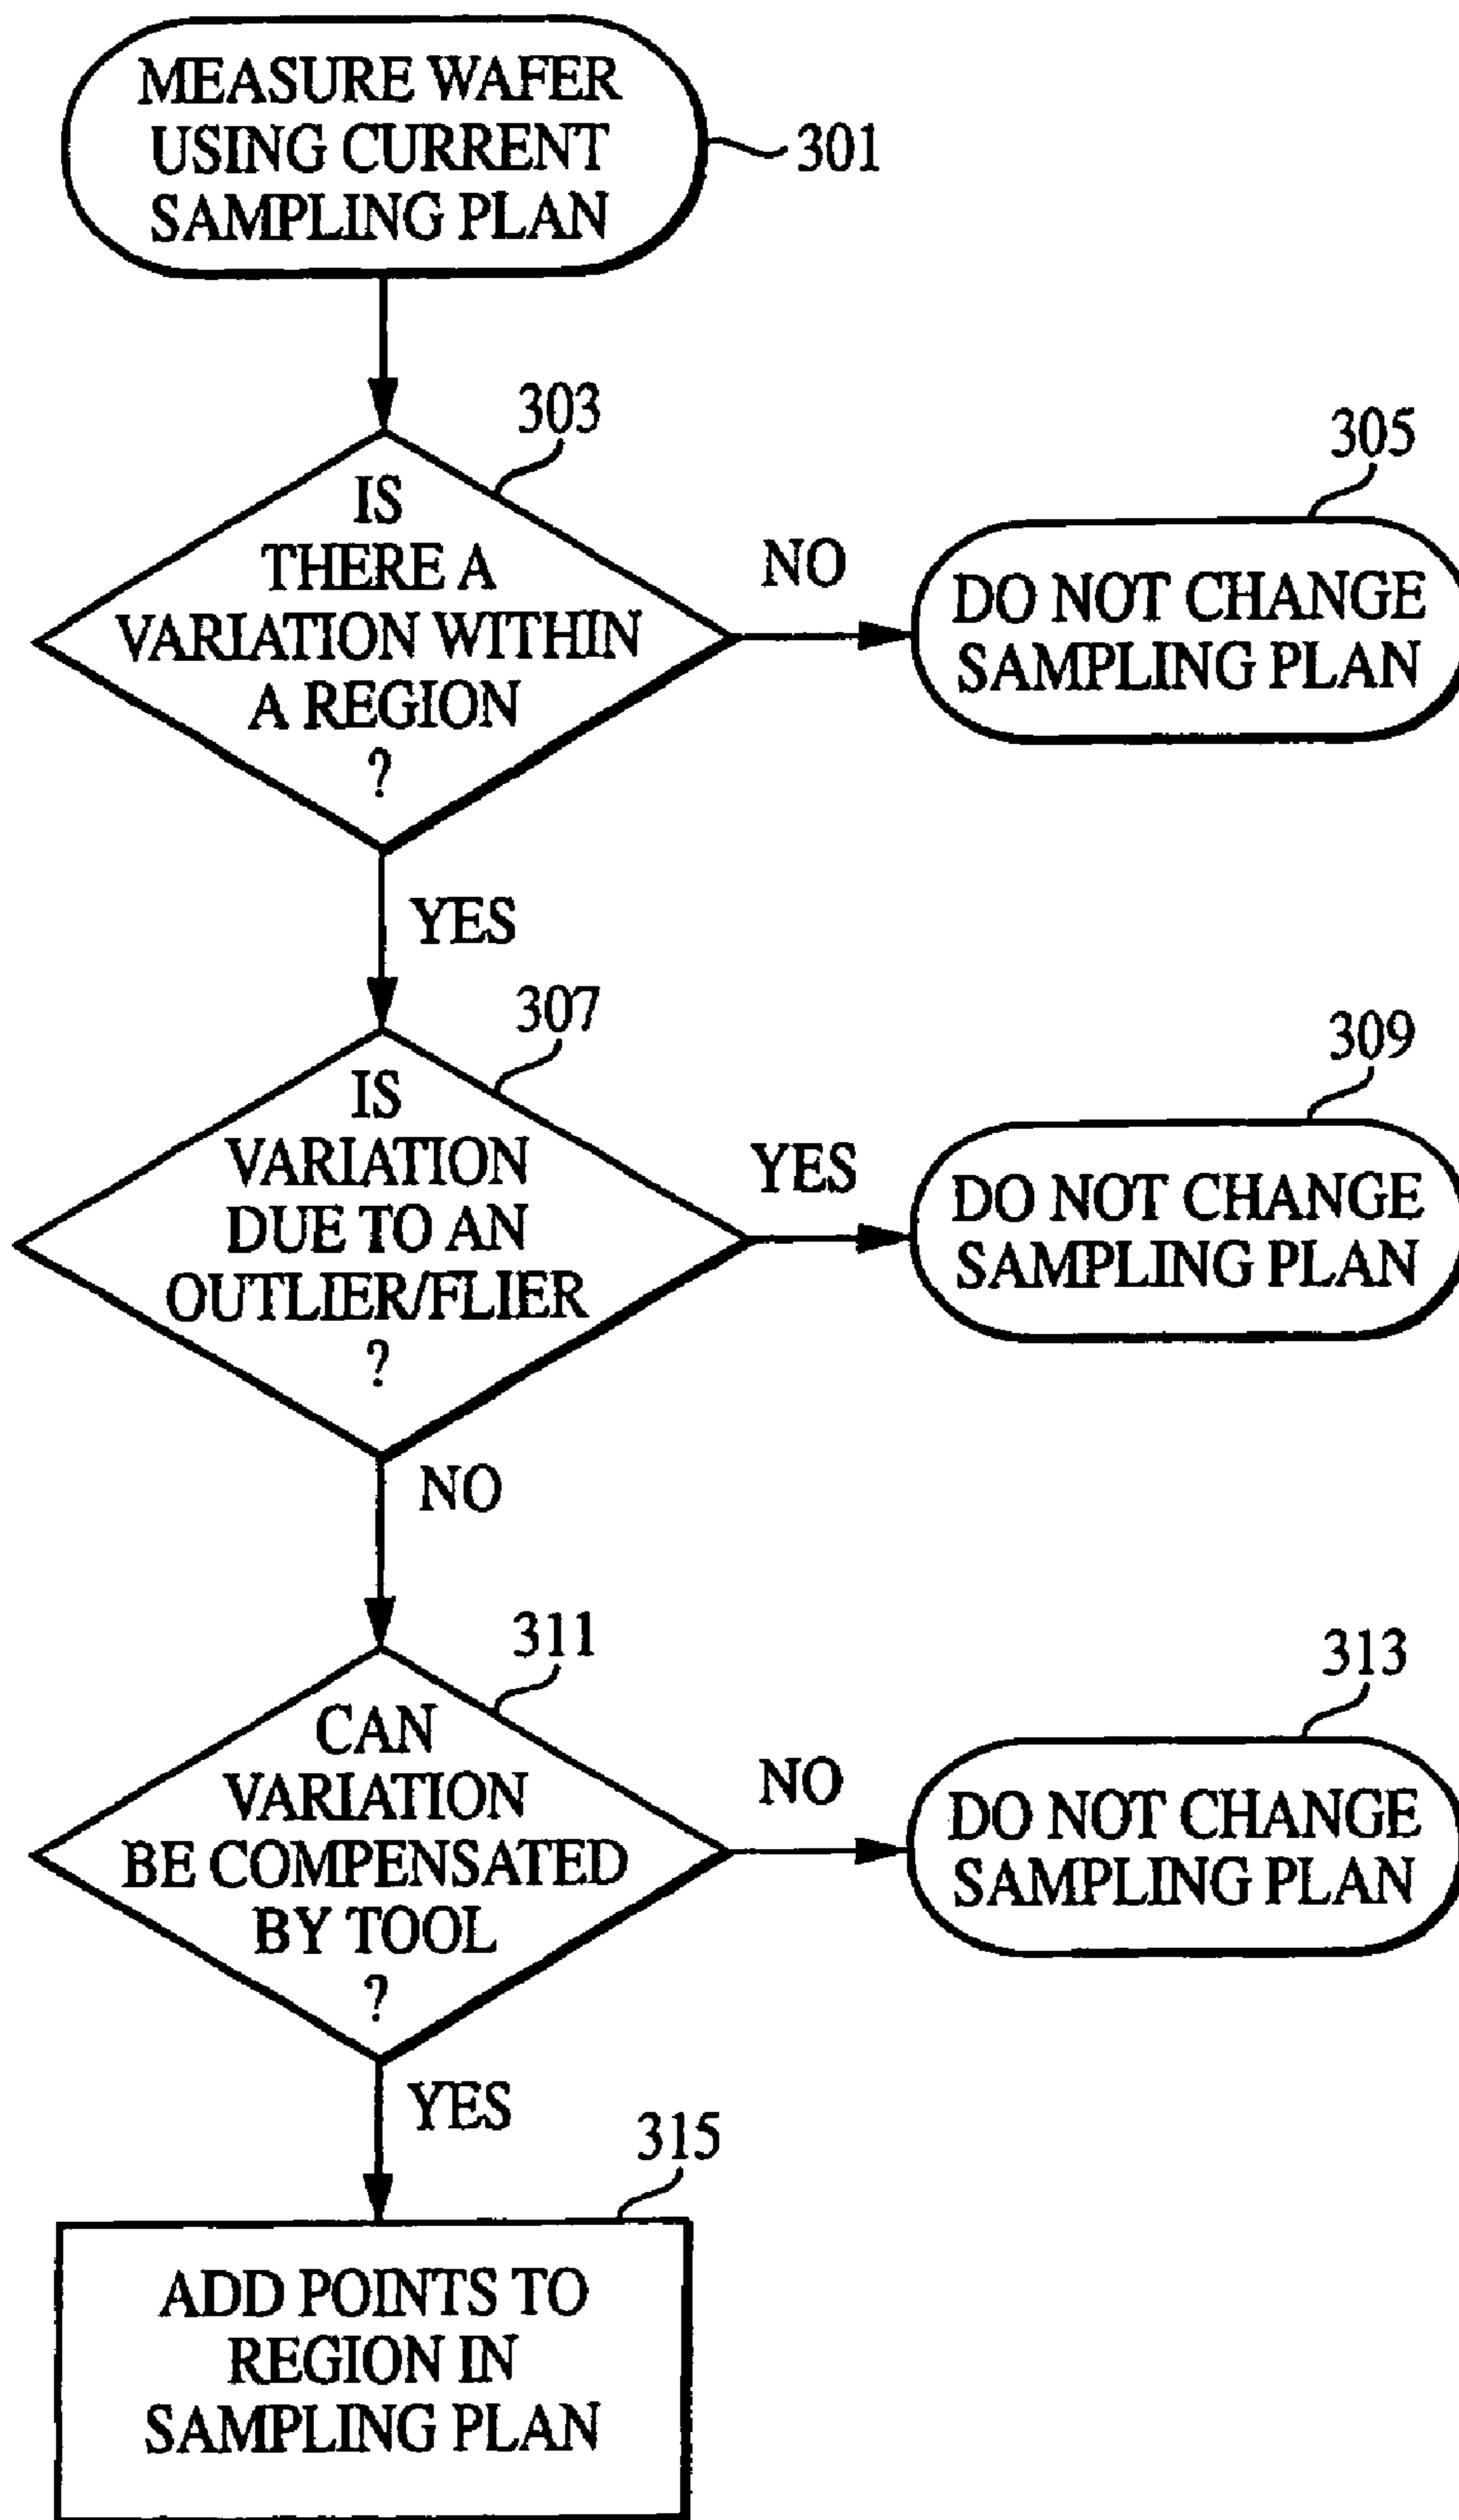 MEASURE WAFER
USING CURRENT
SAMPLING PLAN
301
303
IS
THERE A
VARIATION WITHIN
A REGION
?
NO
305
DO NOT CHANGE
SAMPLING PLAN
YES
307
IS
VARIATION
DUE TO AN
OUTLIER/FLIER
?
YES
309
DO NOT CHANGE
SAMPLING PLAN
NO
311
CAN
VARIATION
BE COMPENSATED
BY TOOL
?
NO
313
DO NOT CHANGE
SAMPLING PLAN
YES
315
ADD POINTS TO
REGION IN
SAMPLING PLAN